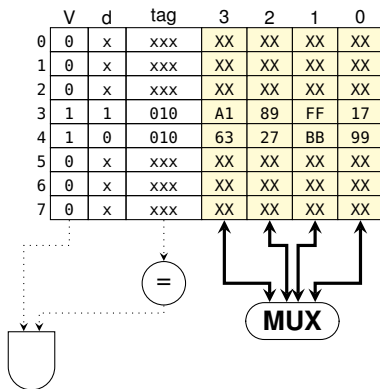 V d tag 3 2 1 0
0 0 x xxx XX XX XX XX
1 0 x xxx XX XX XX XX
2 0 x xxx XX XX XX XX
3 1 1 010 A1 89 FF 17
4 1 0 010 63 27 BB 99
5 0 x xxx XX XX XX XX
6 0 x xxx XX XX XX XX
7 0 x xxx XX XX XX XX
=
MUX